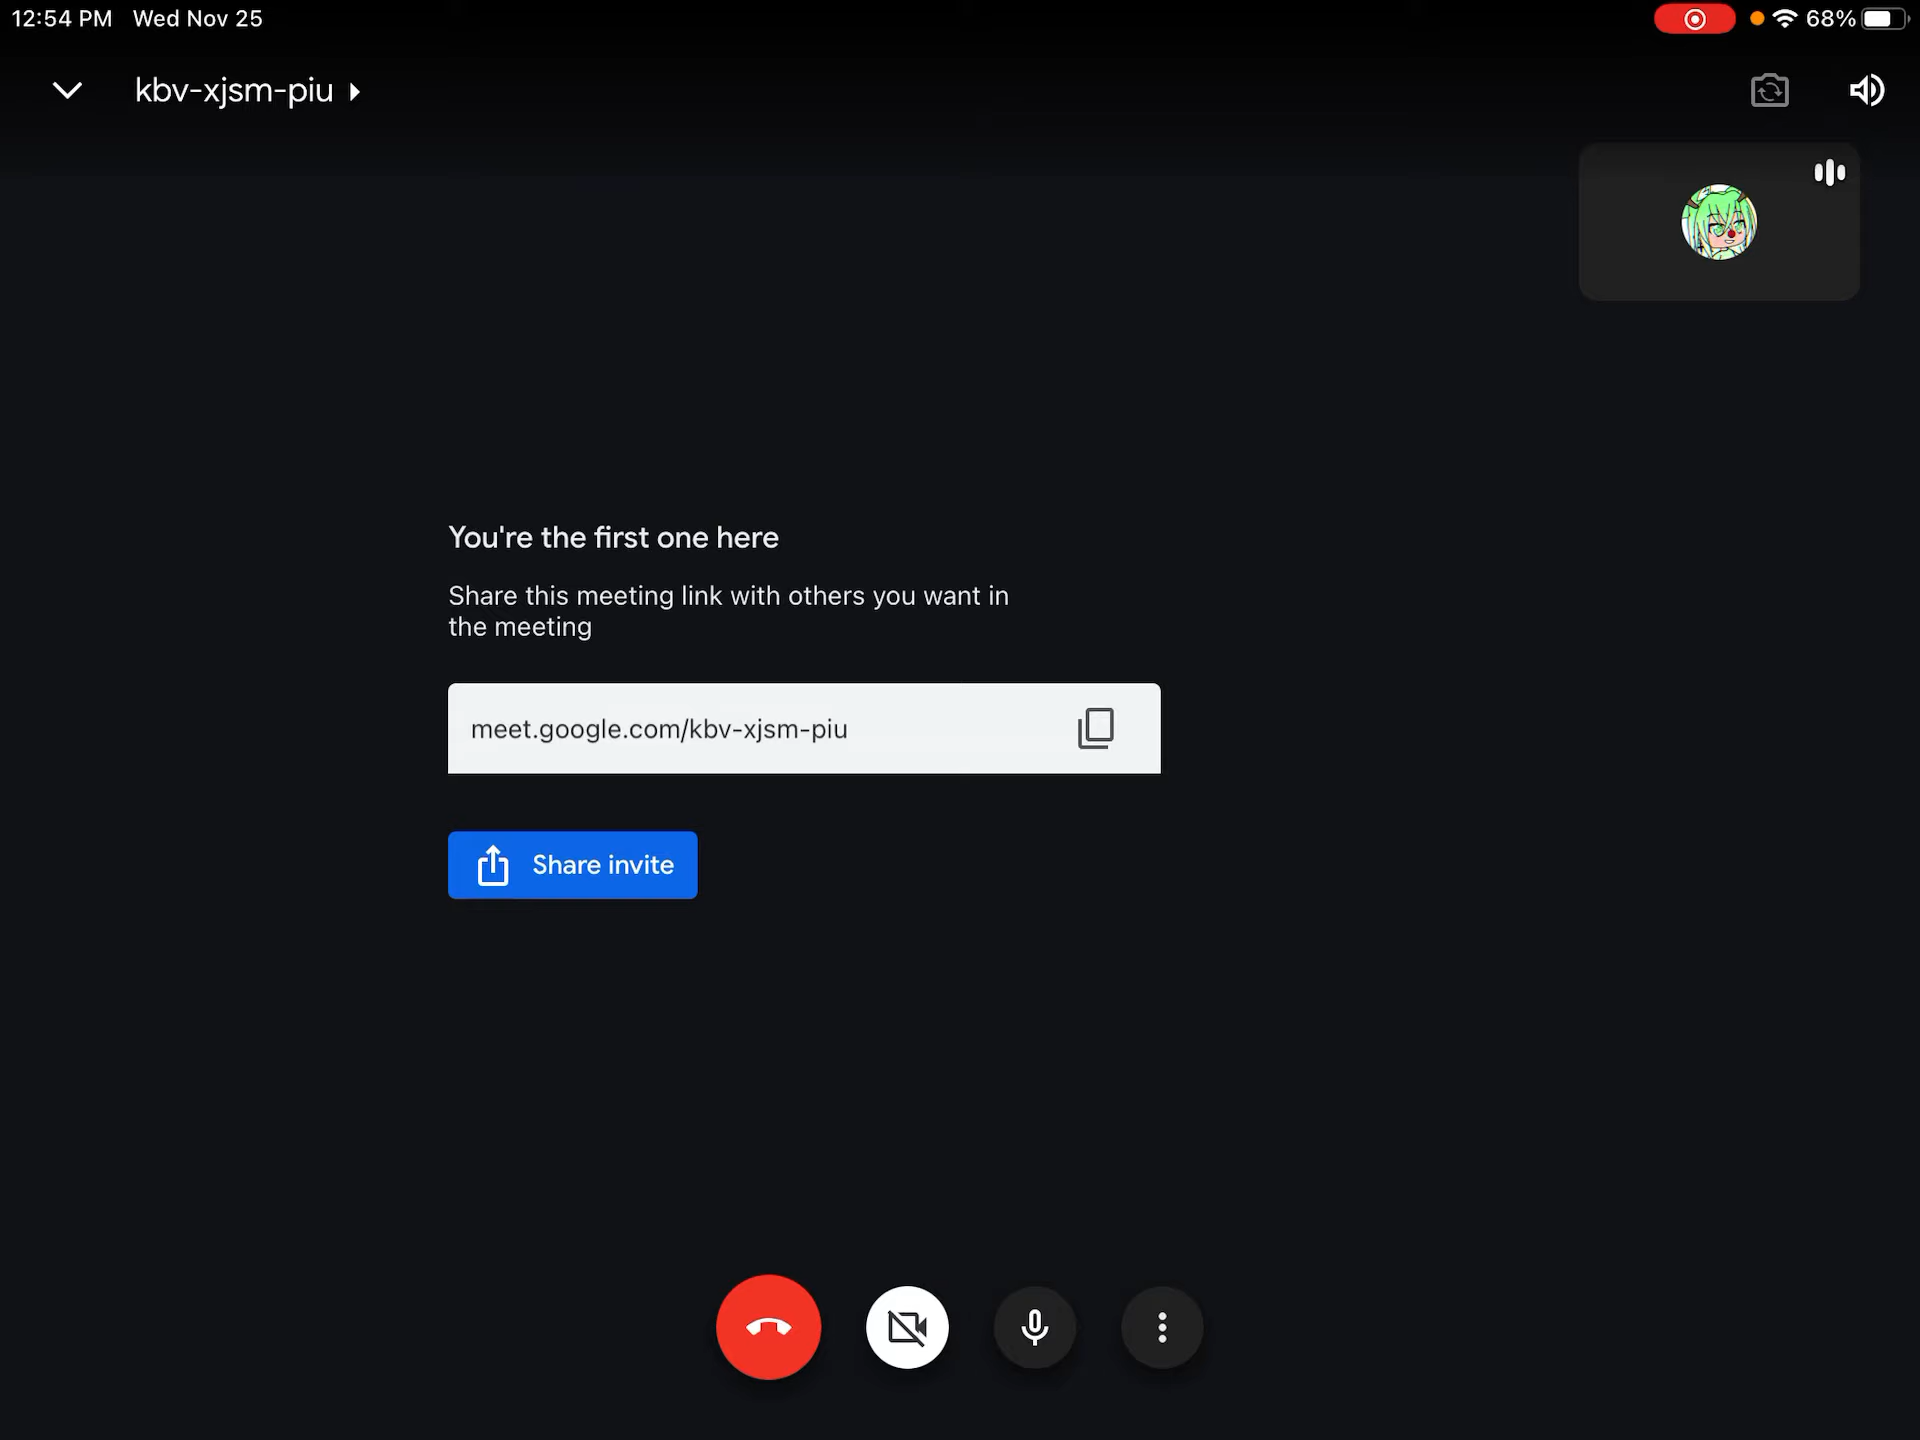 12:54 PM Wed Nov 25
68%
kbv-xjsm-piu
You're the first one here
Share this meeting link with others you want in
the meeting
meet.google.com/kbv-xjsm-piu
Share invite